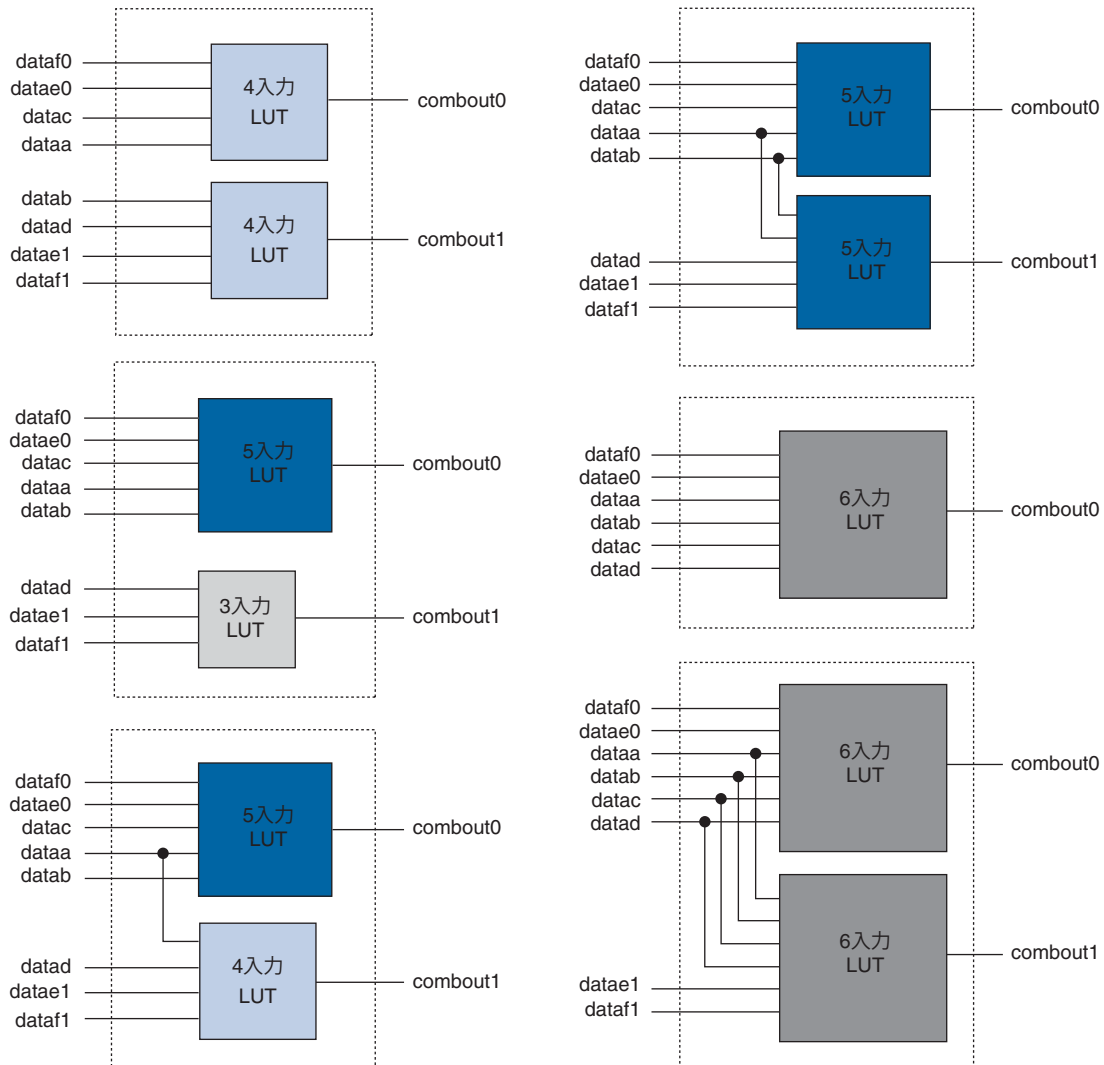 dataf0
datae0
datac
dataa
4入力
LUT
combout0
datab
datad
datae1
dataf1
4入力
LUT
combout1
dataf0
datae0
datac
dataa
datab
5入力
LUT
combout0
datad
datae1
dataf1
3入力
LUT
combout1
dataf0
datae0
datac
dataa
datab
5入力
LUT
combout0
datad
datae1
dataf1
4入力
LUT
combout1
dataf0
datae0
datac
dataa
datab
5入力
LUT
combout0
datad
datae1
dataf1
5入力
LUT
combout1
dataf0
datae0
dataa
datab
datac
datad
6入力
LUT
combout0
dataf0
datae0
dataa
datab
datac
datad
6入力
LUT
combout0
datae1
dataf1
6入力
LUT
combout1